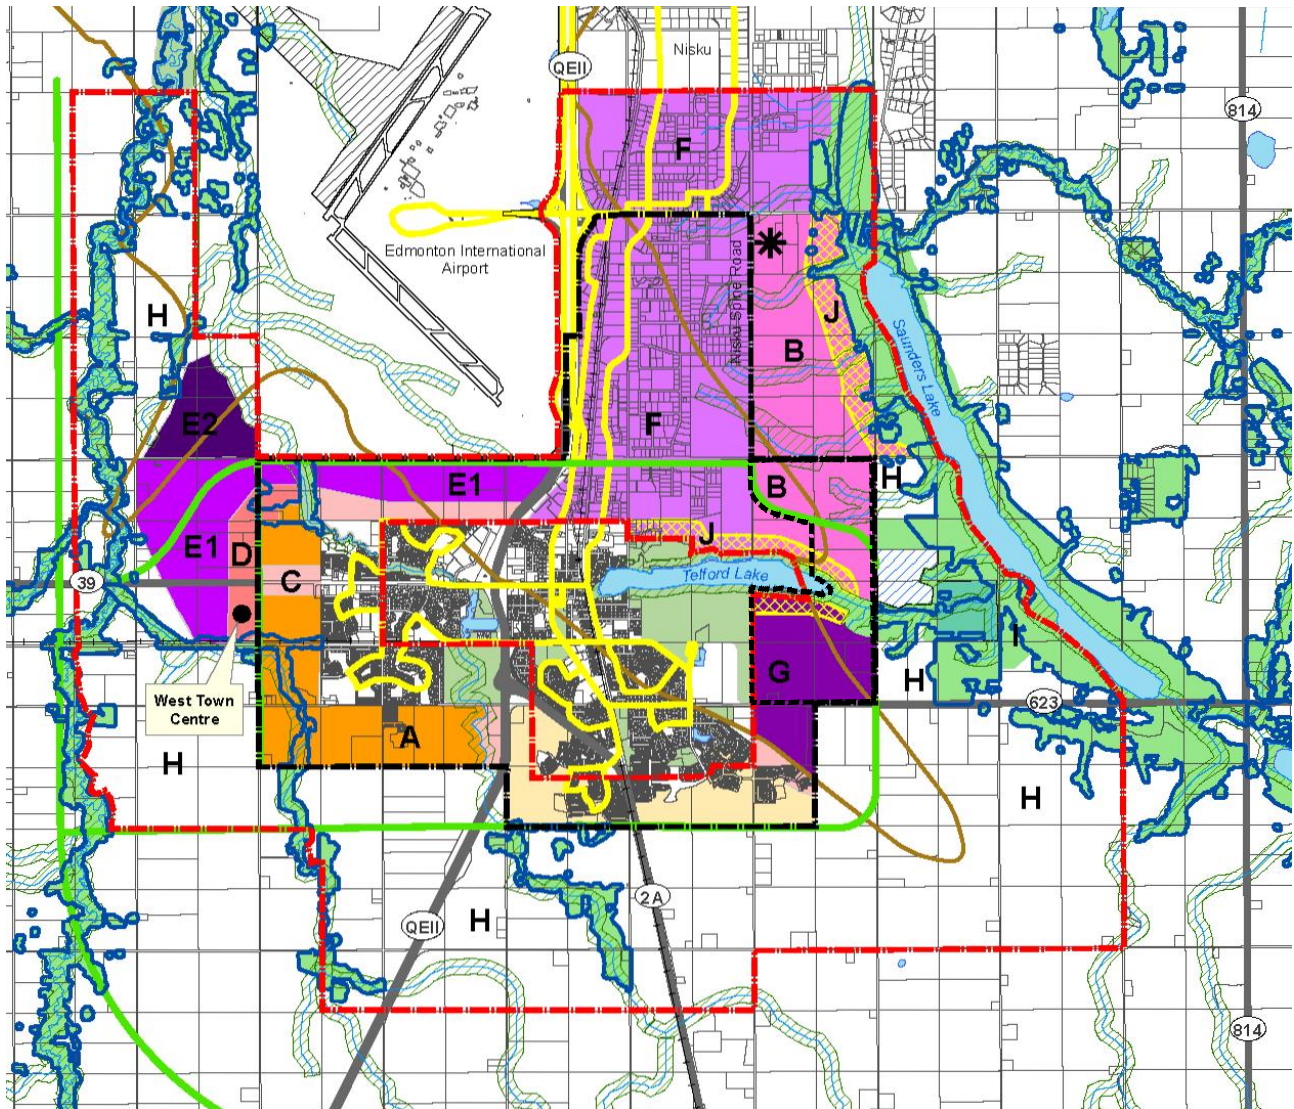 QEII
Nisku
814
F
Edmonton International
Airport
Nisku Spine Road
H
J
B
Saunders Lake
E2
F
E1
B
H
E1
D
J
39
C
Telford Lake
I
G
H
West Town
Centre
623
A
H
H
2A
QEII
H
814